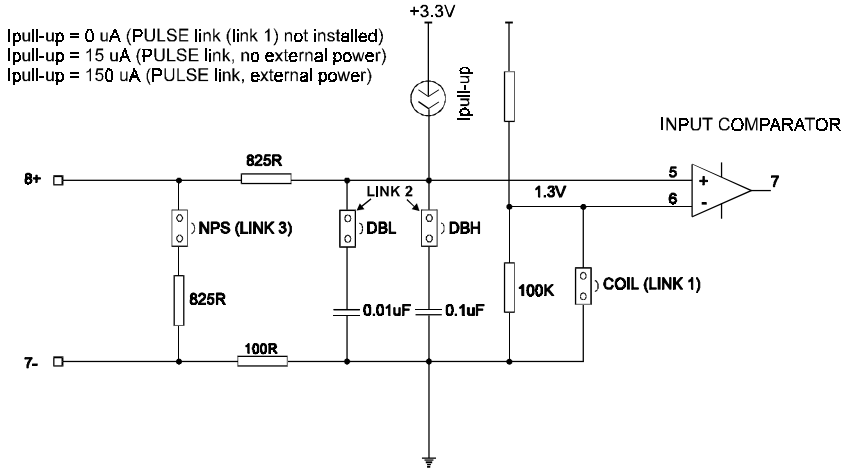 +3.3V
Ipull-up = 0 uA (PULSE link (link 1) not installed)
Ipull-up = 15 uA (PULSE link, no external power)
Ipull-up = 150 uA (PULSE link, external power)
Ipull-up
INPUT COMPARATOR
825R
8+
5
+
7
LINK 2
1.3V
6
-
NPS (LINK 3)
DBL
DBH
100K
COIL (LINK 1)
825R
0.01uF
0.1uF
100R
7-